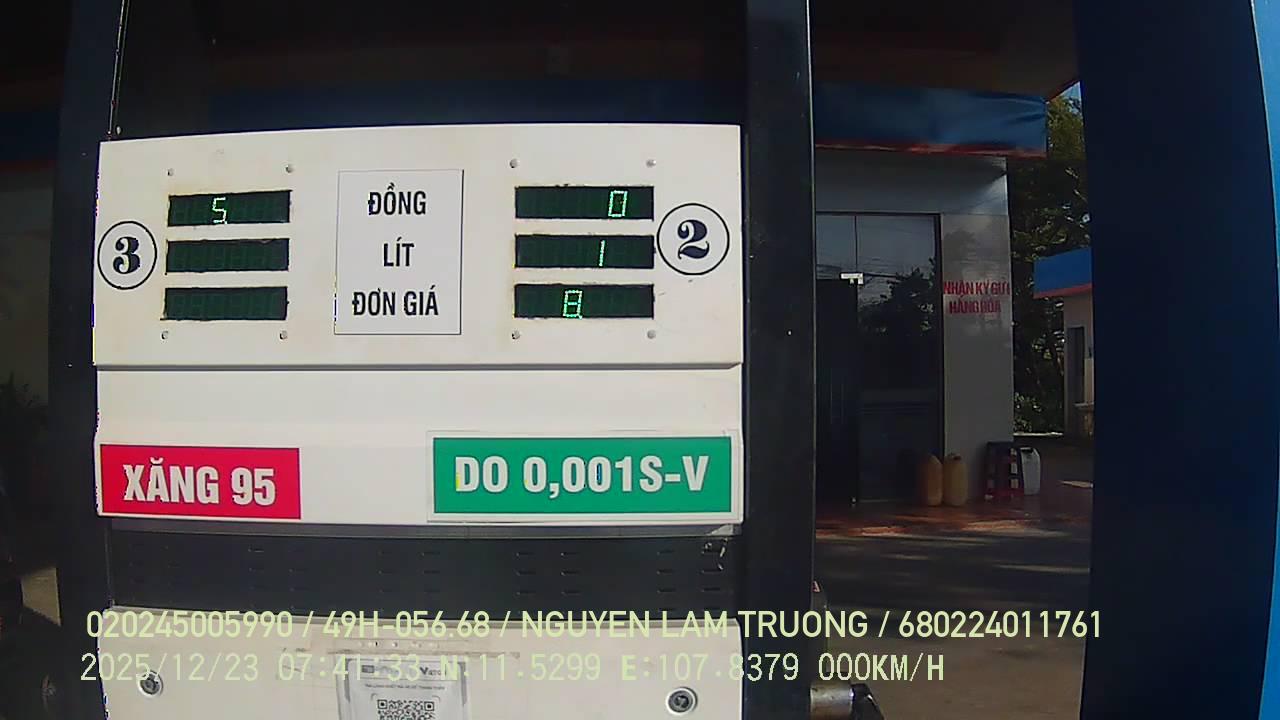 5
ĐỒNG
0
3
LÍT
1
2
ĐƠN GIÁ
8.
NHẬN KÝ GỬI
HÀNG HÓA
XĂNG 95
DO 0,001S-V
020245005990 / 49H-056.68 / NGUYEN LAM TRUONG / 680224011761
2025/12/23 07:41:33 N:11.5299 E:107.8379 000KM/H